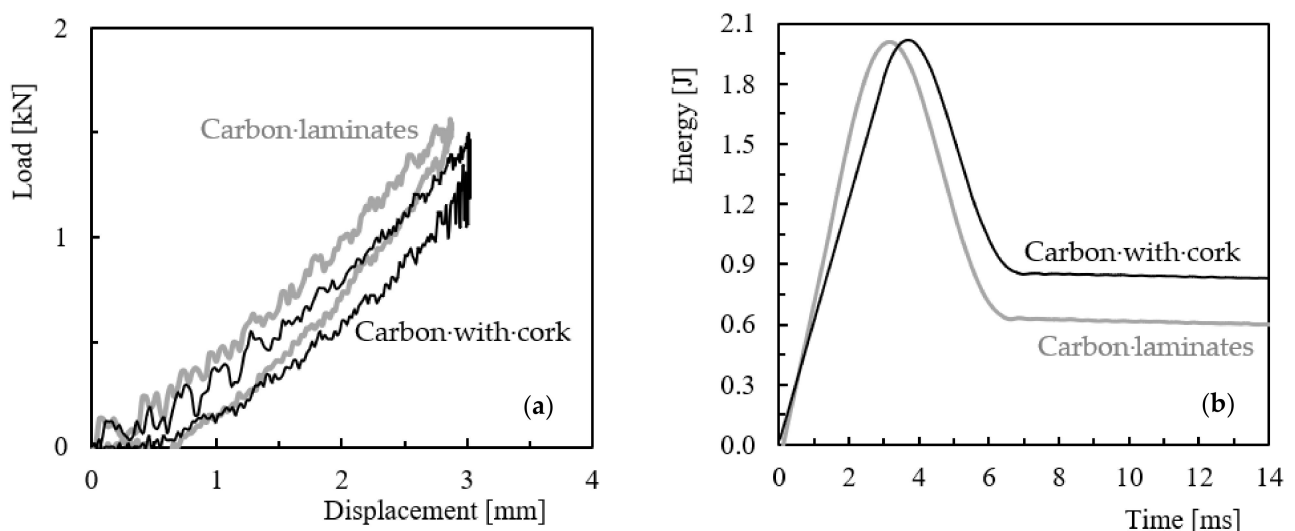 2
1
0
Load [kN]
Carbon·laminates
Carbon·with·cork
(a)
0 1 2 3 4
Displacement [mm]
2.1
1.8
1.5
1.2
0.9
0.6
0.3
0.0
Energy [J]
Carbon·with·cork
Carbon·laminates
(b)
0 2 4 6 8 10 12 14
Time [ms]